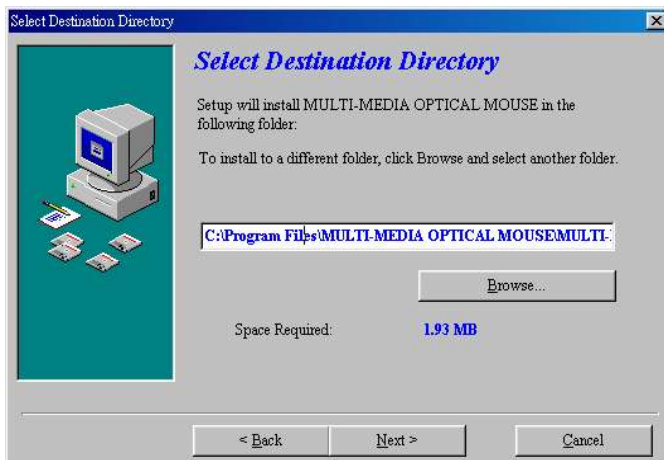 Select Destination Directory
Select Destination Directory
Setup will install MULTI-MEDIA OPTICAL MOUSE in the
following folder:
To install to a different folder, click Browse and select another folder.
C:\Program Files\MULTI-MEDIA OPTICAL MOUSE\MULTI-
Browse...
Space Required: 1.93 MB
< Back Next > Cancel